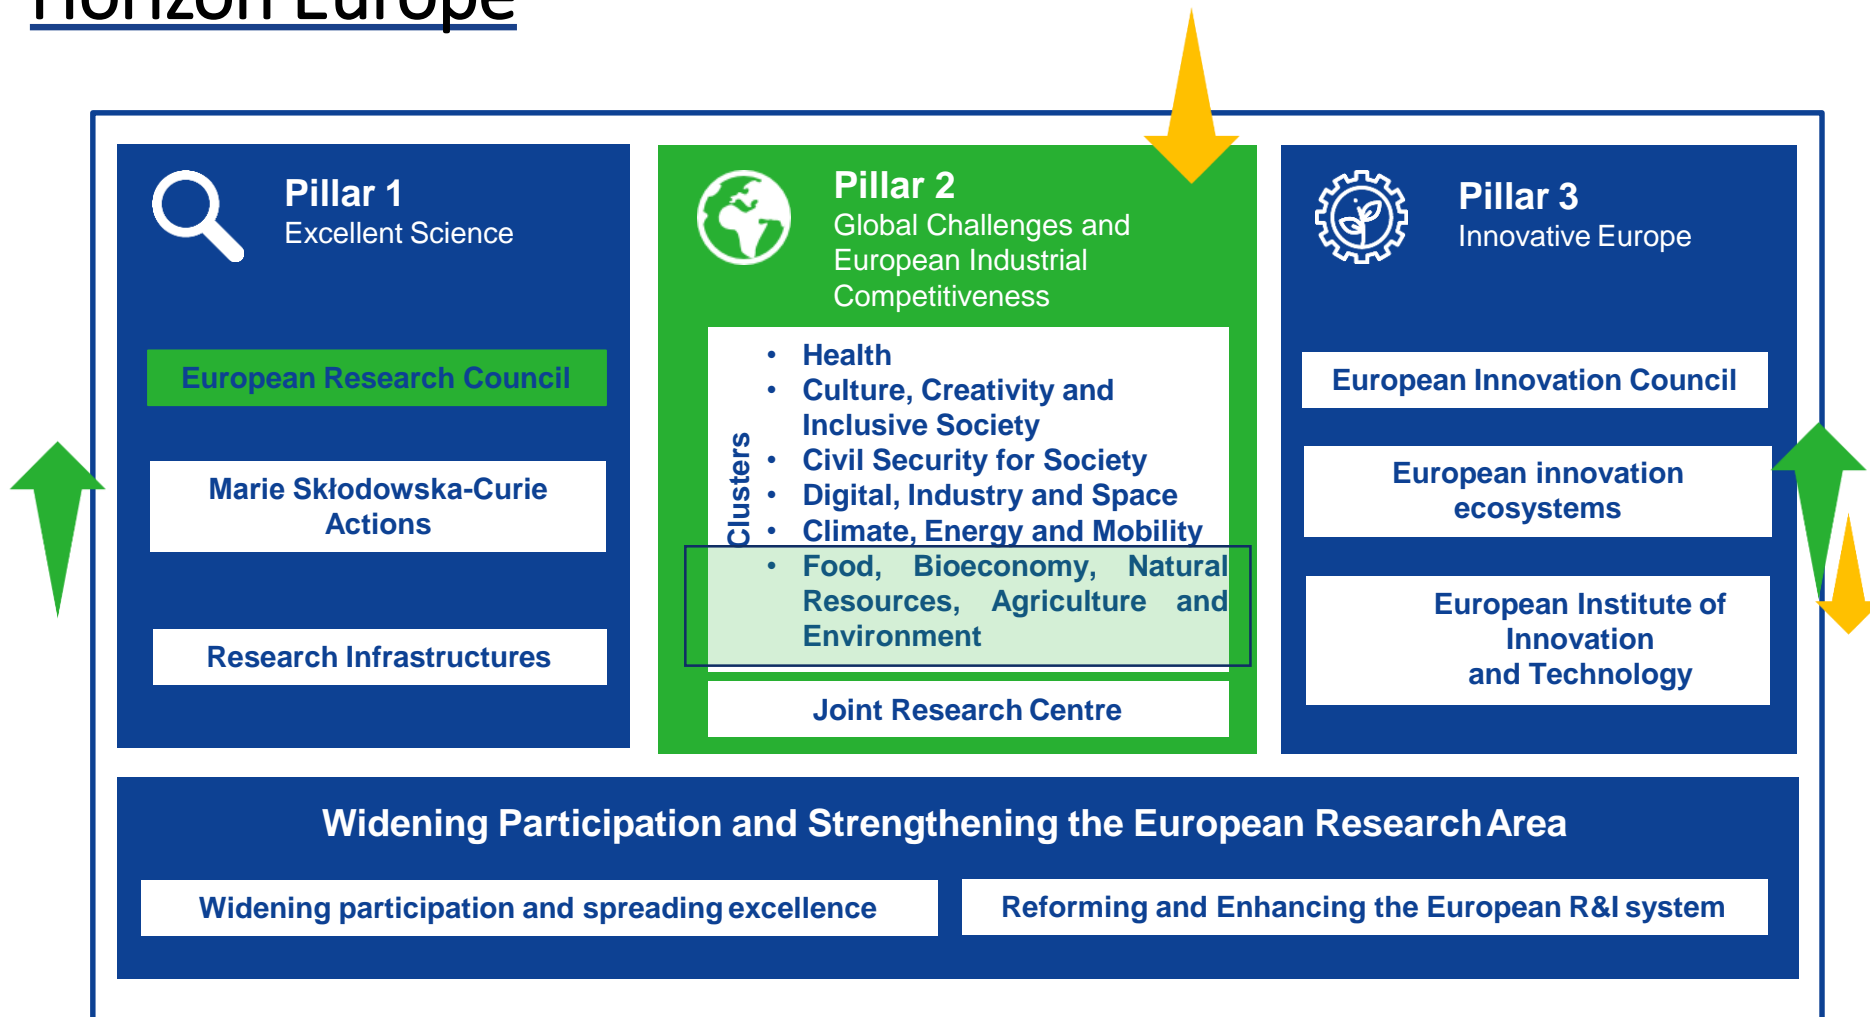 Horizon Europe
Pillar 1
Excellent Science
European Research Council
Marie Skłodowska-Curie
Actions
Research Infrastructures
Pillar 2
Global Challenges and
European Industrial
Competitiveness
Clusters
• Health
• Culture, Creativity and
Inclusive Society
• Civil Security for Society
• Digital, Industry and Space
• Climate, Energy and Mobility
• Food, Bioeconomy, Natural
Resources, Agriculture and
Environment
Joint Research Centre
Pillar 3
Innovative Europe
European Innovation Council
European innovation
ecosystems
European Institute of
Innovation
and Technology
Widening Participation and Strengthening the European Research Area
Widening participation and spreading excellence
Reforming and Enhancing the European R&I system